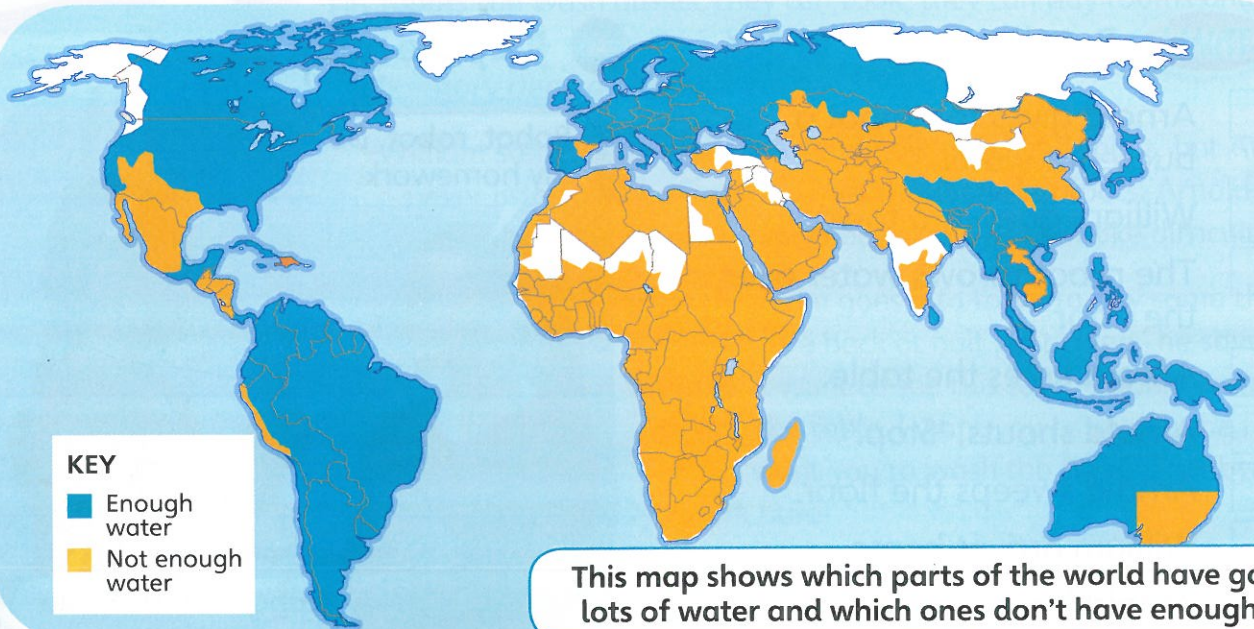 KEY
Enough
water
Not enough
water
This map shows which parts of the world have go
lots of water and which ones don't have enough